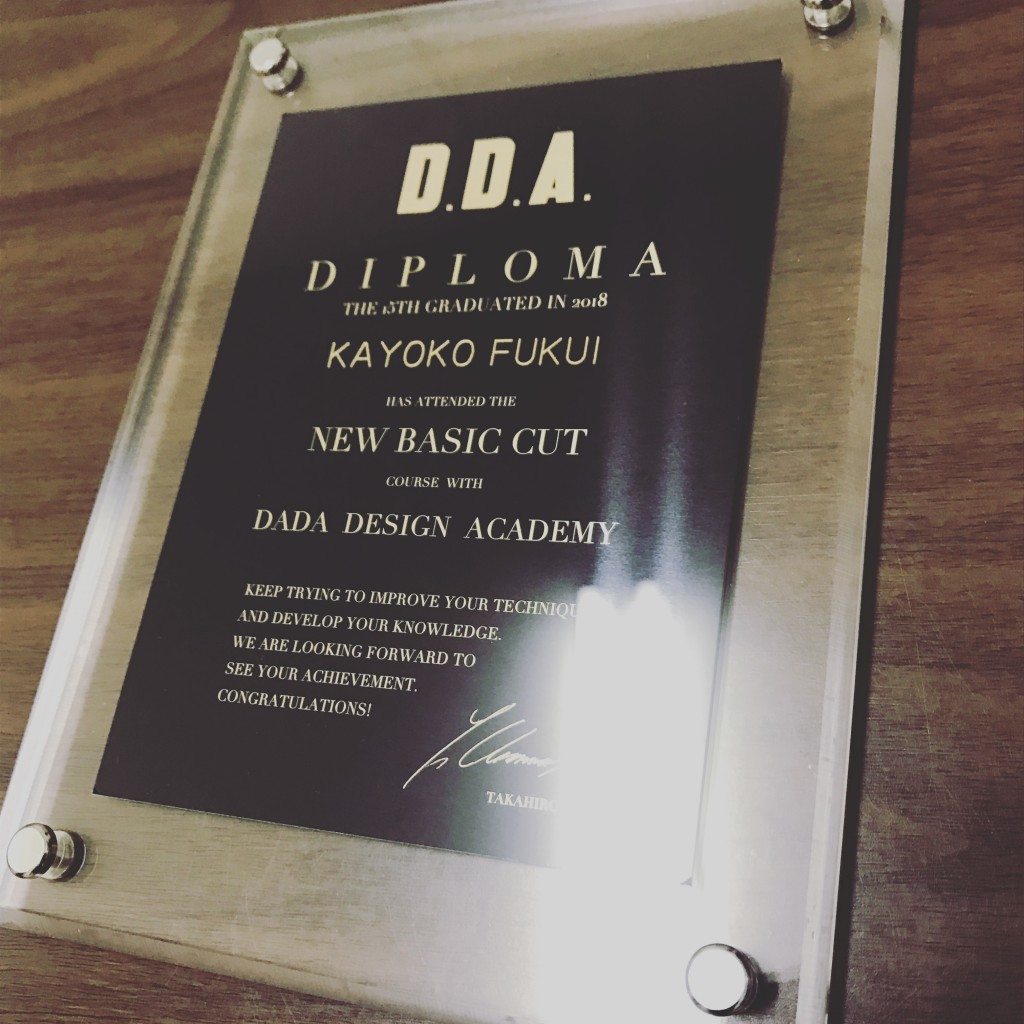 D.D.A.
DIPLOMA
THE 15TH GRADUATED IN 2018
KAYOKO FUKUI
HAS ATTENDED THE
NEW BASIC CUT
COURSE WITH
DADA DESIGN ACADEMY
KEEP TRYING TO IMPROVE YOUR
AND DEVELOP YOUR KNOWLEDGE.
WE ARE LOOKING FORWARD TO
SEE YOUR ACHIEVEMENT.
CONGRATULATIONS!